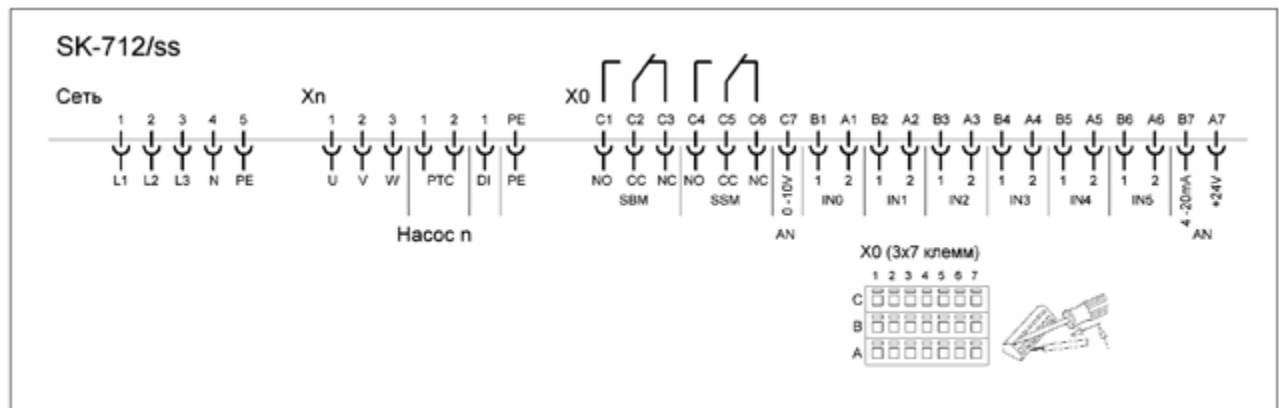 SK-712/ss
Сеть Xn X0
1 2 3 4 5 1 2 3 1 2 1 PE C1 C2 C3 C4 C5 C6 C7 B1 A1 B2 A2 B3 A3 B4 A4 B5 A5 B6 A6 B7 A7
L1 L2 L3 N PE U V W PTC DI PE NO CC NC NO CC NC 0 -10V 1 2 1 2 1 2 1 2 1 2 1 2 4 -20mA +24V
SBM SSM IN0 IN1 IN2 IN3 IN4 IN5
Насос n AN AN
X0 (3x7 клемм)
1 2 3 4 5 6 7
C
B
A